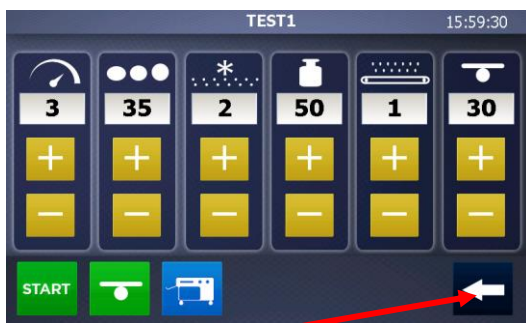 TEST1
15:59:30
3
35
2
50
1
30
+ + + + + +
- - - - - -
START